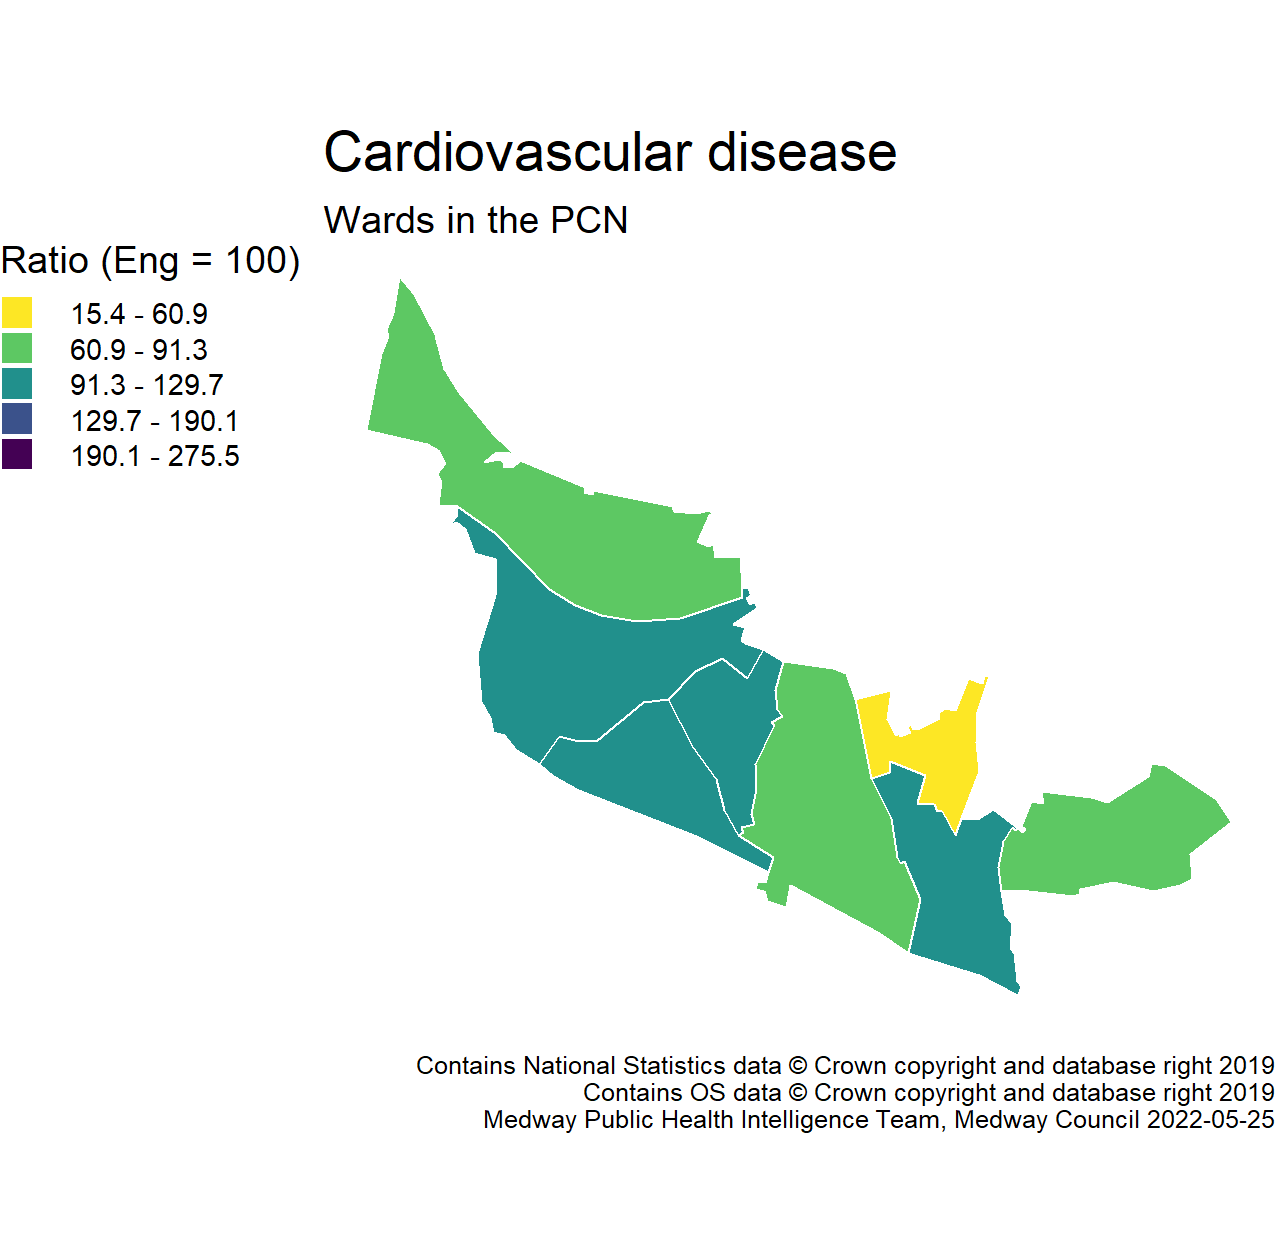 Cardiovascular disease
Wards in the PCN
Ratio (Eng = 100)
15.4 - 60.9
60.9 - 91.3
91.3 - 129.7
129.7 - 190.1
190.1 - 275.5
Contains National Statistics data © Crown copyright and database right 2019
Contains OS data © Crown copyright and database right 2019
Medway Public Health Intelligence Team, Medway Council 2022-05-25